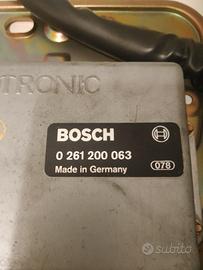 TRONIC
BOSCH
0 261 200 063
Made in Germany
078
subito